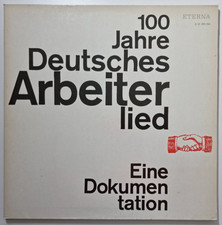 ETERNA
100
Jahre
Deutsches
Arbeiter
lied
Eine
Dokumen
tation